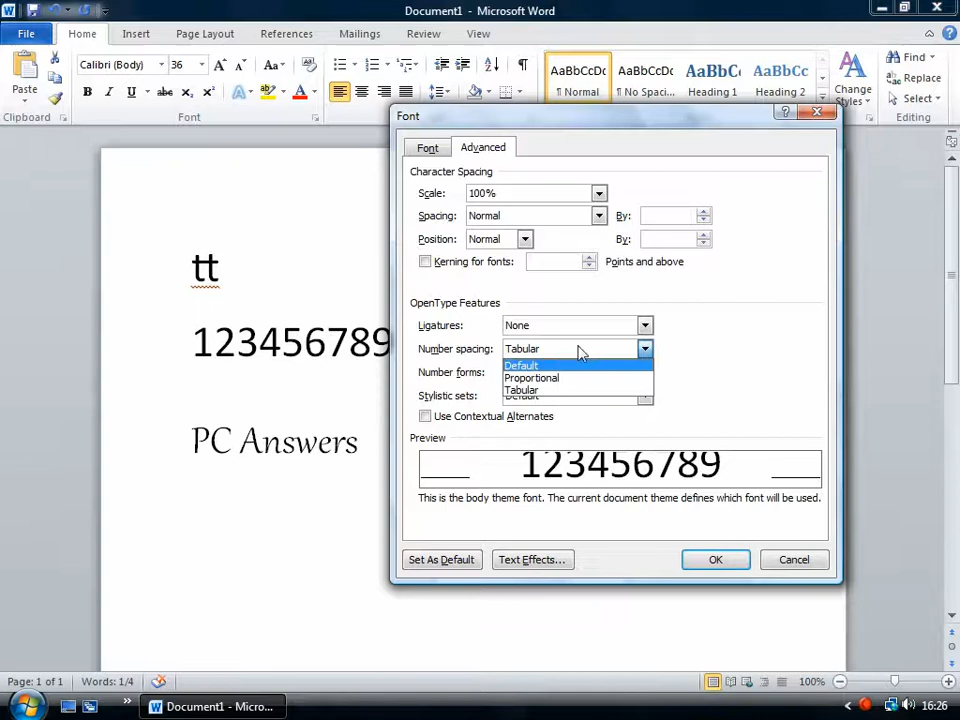 Document1 - Microsoft Word
File Home Insert Page Layout References Mailings Review View
Paste
Calibri (Body) 36
Aa
B I U abc A ab A
AaBbCcDc AaBbCcDc AaBbCc AaBbCc
¶ Normal ¶ No Spaci... Heading 1 Heading 2
Change Styles
Find
Replace
Select
Clipboard Font Editing
Font
Font Advanced
Character Spacing
Scale: 100%
Spacing: Normal By:
Position: Normal By:
Kerning for fonts: Points and above
OpenType Features
Ligatures: None
Number spacing: Tabular
Default
Proportional
Tabular
Number forms:
Stylistic sets: Default
Use Contextual Alternates
Preview
123456789
This is the body theme font. The current document theme defines which font will be used.
Set As Default Text Effects... OK Cancel
tt
123456789
PC Answers
Page: 1 of 1 Words: 1/4 100%
Document1 - Micro... 16:26